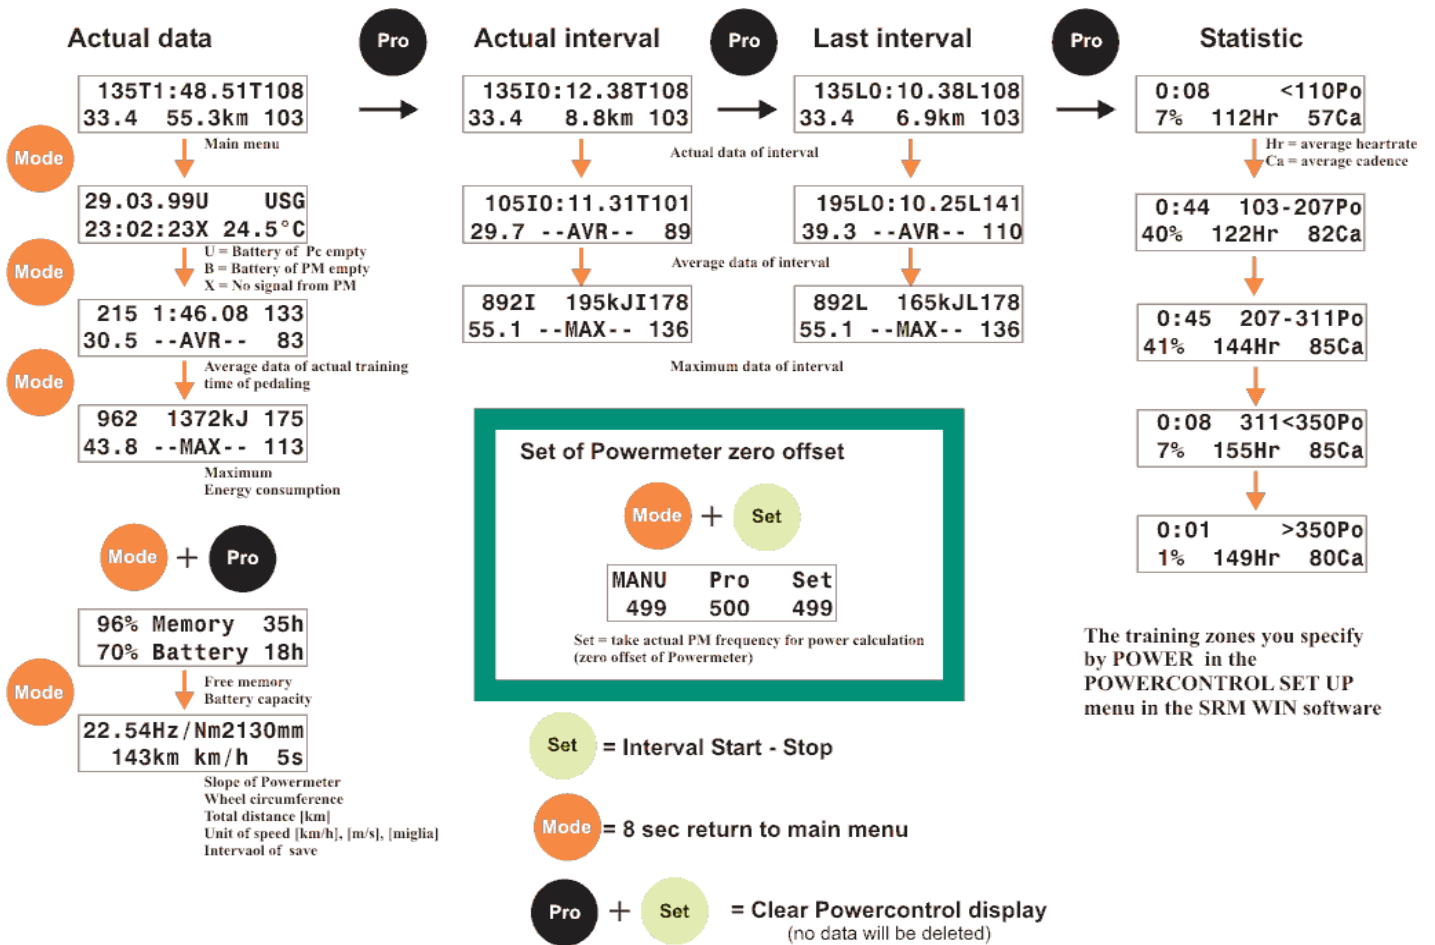 Actual data
Pro
Actual interval
Pro
Last interval
Pro
Statistic
135T1:48.51T108
33.4 55.3km 103
Main menu
Mode
29.03.99U USG
23:02:23X 24.5°C
U = Battery of Pc empty
B = Battery of PM empty
X = No signal from PM
Mode
215 1:46.08 133
30.5 --AVR-- 83
Average data of actual training
time of pedaling
Mode
962 1372kJ 175
43.8 --MAX-- 113
Maximum
Energy consumption
Mode + Pro
96% Memory 35h
70% Battery 18h
Free memory
Battery capacity
Mode
22.54Hz/Nm2130mm
143km km/h 5s
Slope of Powermeter
Wheel circumference
Total distance [km]
Unit of speed [km/h], [m/s], [miglia]
Intervaol of save
135I0:12.38T108
33.4 8.8km 103
135L0:10.38L108
33.4 6.9km 103
Actual data of interval
105I0:11.31T101
29.7 --AVR-- 89
195L0:10.25L141
39.3 --AVR-- 110
Average data of interval
892I 195kJI178
55.1 --MAX-- 136
892L 165kJL178
55.1 --MAX-- 136
Maximum data of interval
Set of Powermeter zero offset
Mode + Set
MANU Pro Set
499 500 499
Set = take actual PM frequency for power calculation
(zero offset of Powermeter)
Set = Interval Start - Stop
Mode = 8 sec return to main menu
Pro + Set = Clear Powercontrol display
(no data will be deleted)
0:08 <110Po
7% 112Hr 57Ca
Hr = average heartrate
Ca = average cadence
0:44 103-207Po
40% 122Hr 82Ca
0:45 207-311Po
41% 144Hr 85Ca
0:08 311<350Po
7% 155Hr 85Ca
0:01 >350Po
1% 149Hr 80Ca
The training zones you specify
by POWER in the
POWERCONTROL SET UP
menu in the SRM WIN software